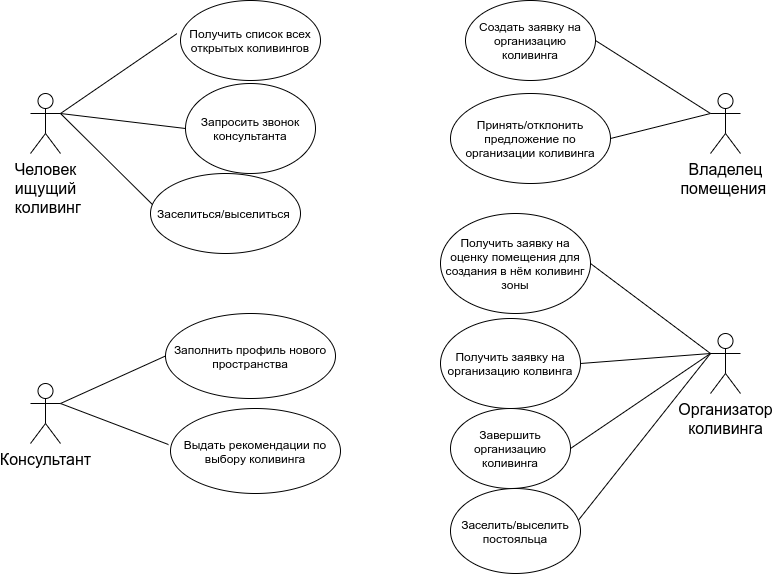 Получить список всех
открытых коливингов
Запросить звонок
консультанта
Заселиться/выселиться
Человек
ищущий
коливинг
Создать заявку на
организацию
коливинга
Принять/отклонить
предложение по
организации коливинга
Владелец
помещения
Заполнить профиль нового
пространства
Выдать рекомендации по
выбору коливинга
Консультант
Получить заявку на
оценку помещения для
создания в нём коливинг
зоны
Получить заявку на
организацию колвинга
Завершить
организацию
коливинга
Заселить/выселить
постояльца
Организатор
коливинга